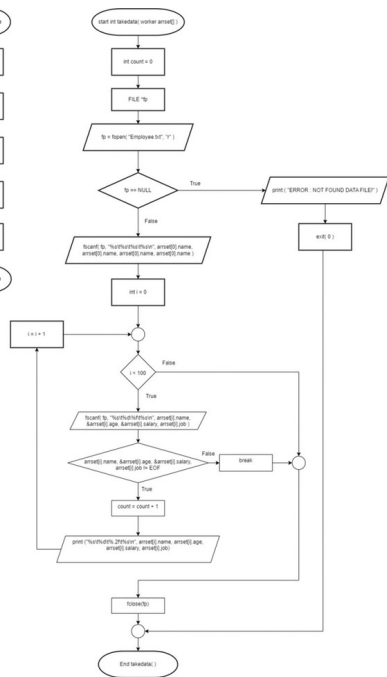 start int takedata( worker arrset[] )
int count = 0
FILE *fp
fp = fopen( "Employee.txt", "r" )
fp == NULL
True
print ( "ERROR : NOT FOUND DATA FILE!" )
False
exit( 0 )
fscanf( fp, "%s\t%s\t%s\t%s\n", arrset[0].name,
arrset[0].name, arrset[0].name, arrset[0].name )
int i = 0
i = i + 1
False
i < 100
True
fscanf( fp, "%s\t%d\t%f\t%s\n", arrset[i].name,
&arrset[i].age, &arrset[i].salary, arrset[i].job )
False
arrset[i].name, &arrset[i].age, &arrset[i].salary,
arrset[i].job != EOF
break
True
count = count + 1
print ("%s\t%d\t%.2f\t%s\n", arrset[i].name, arrset[i].age,
arrset[i].salary, arrset[i].job)
fclose(fp)
End takedata( )